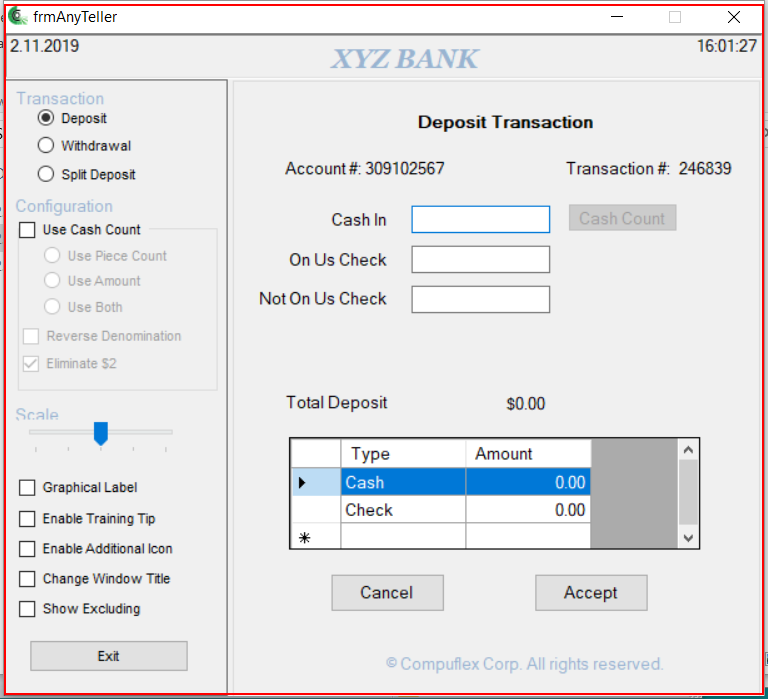 frmAnyTeller
2.11.2019
XYZ BANK
16:01:27
Transaction
Deposit
Withdrawal
Split Deposit
Configuration
Use Cash Count
Use Piece Count
Use Amount
Use Both
Reverse Denomination
Eliminate $2
Scale
Graphical Label
Enable Training Tip
Enable Additional Icon
Change Window Title
Show Excluding
Exit
Deposit Transaction
Account #: 309102567
Transaction #: 246839
Cash In
Cash Count
On Us Check
Not On Us Check
Total Deposit $0.00
Type Amount
Cash 0.00
Check 0.00
Cancel Accept
© Compuflex Corp. All rights reserved.